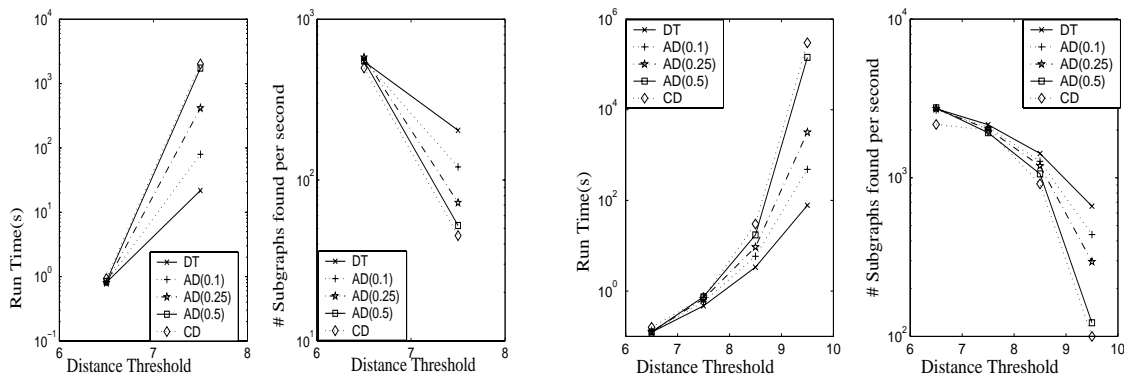 Run Time(s)
10^4
10^3
10^2
10^1
10^0
10^−1
6
7
8
Distance Threshold
DT
AD(0.1)
AD(0.25)
AD(0.5)
CD
# Subgraphs found per second
10^3
10^2
10^1
6
7
8
Distance Threshold
DT
AD(0.1)
AD(0.25)
AD(0.5)
CD
Run Time(s)
10^6
10^4
10^2
10^0
6
7
8
9
10
Distance Threshold
DT
AD(0.1)
AD(0.25)
AD(0.5)
CD
# Subgraphs found per second
10^4
10^3
10^2
6
7
8
9
10
Distance Threshold
DT
AD(0.1)
AD(0.25)
AD(0.5)
CD